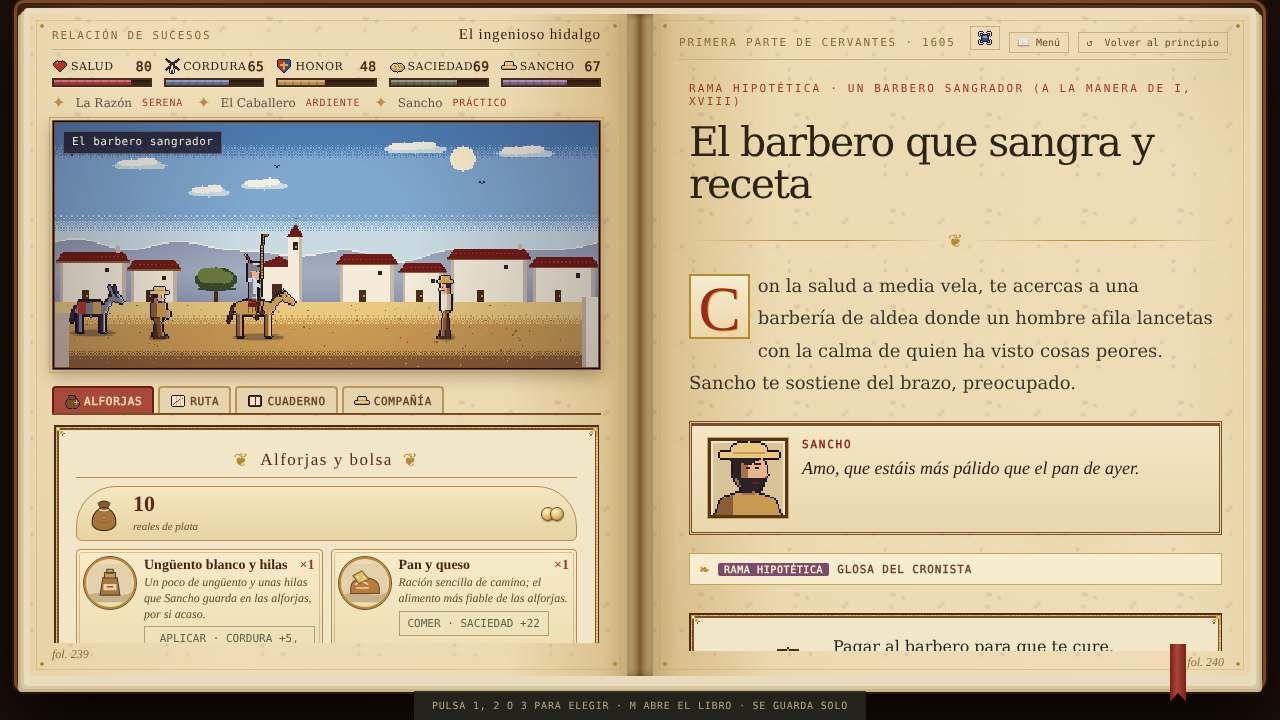 RELACIÓN DE SUCESOS
El ingenioso hidalgo
SALUD 80
CORDURA 65
HONOR 48
SACIEDAD 69
SANCHO 67
La Razón SERENA
El Caballero ARDIENTE
Sancho PRÁCTICO
El barbero sangrador
ALFORJAS
RUTA
CUADERNO
COMPAÑÍA
Alforjas y bolsa
10
reales de plata
Ungüento blanco y hilas ×1
Un poco de ungüento y unas hilas
que Sancho guarda en las alforjas,
por si acaso.
APLICAR · CORDURA +5,
Pan y queso ×1
Ración sencilla de camino; el
alimento más fiable de las alforjas.
COMER · SACIEDAD +22
fol. 239
PRIMERA PARTE DE CERVANTES · 1605
Menú
↺ Volver al principio
RAMA HIPOTÉTICA · UN BARBERO SANGRADOR (A LA MANERA DE I,
XVIII)
El barbero que sangra y
receta
Con la salud a media vela, te acercas a una
barbería de aldea donde un hombre afila lancetas
con la calma de quien ha visto cosas peores.
Sancho te sostiene del brazo, preocupado.
SANCHO
Amo, que estáis más pálido que el pan de ayer.
RAMA HIPOTÉTICA GLOSA DEL CRONISTA
Pagar al barbero para que te cure.
fol. 240
PULSA 1, 2 O 3 PARA ELEGIR · M ABRE EL LIBRO · SE GUARDA SOLO